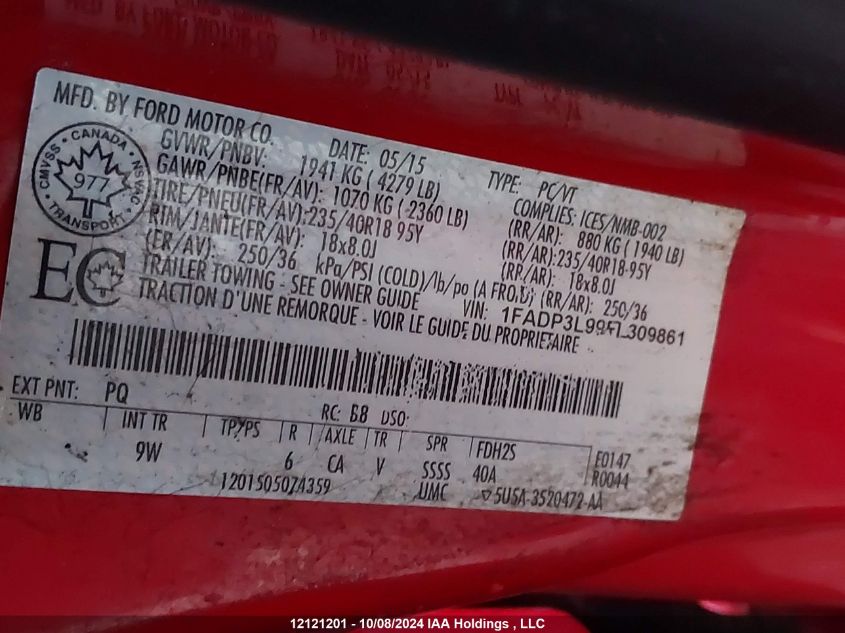 MFD. BY FORD MOTOR CO.
DATE: 05/15
TYPE: PC/VT
GVWR/PNBV: 1941 KG ( 4279 LB)
COMPLIES: ICES/NMB-002
GAWR/PNBE(FR/AV): 1070 KG ( 2360 LB)
(RR/AR): 880 KG ( 1940 LB)
TIRE/PNEU(FR/AV): 235/40R18 95Y
(RR/AR): 235/40R18-95Y
RIM/JANTE(FR/AV): 18x8.0J
(RR/AR): 18x8.0J
(FR/AV): 250/36 kPa/PSI (COLD)/lb/po (A FROID) (RR/AR): 250/36
TRAILER TOWING - SEE OWNER GUIDE
VIN: 309861
TRACTION D'UNE REMORQUE - VOIR LE GUIDE DU PROPRIETAIRE
CMVSS · CANADA · NSVAC
977
TRANSPORT
EC
EXT PNT: PQ
RC: 68 DSO:
WB
INT TR
TP/PS
R
AXLE
TR
SPR
FDH2S
E0147
9W
6
CA
V
SSSS
40A
R0044
UMC
5U5A-3520472-AA
12121201 - 10/08/2024 IAA Holdings , LLC